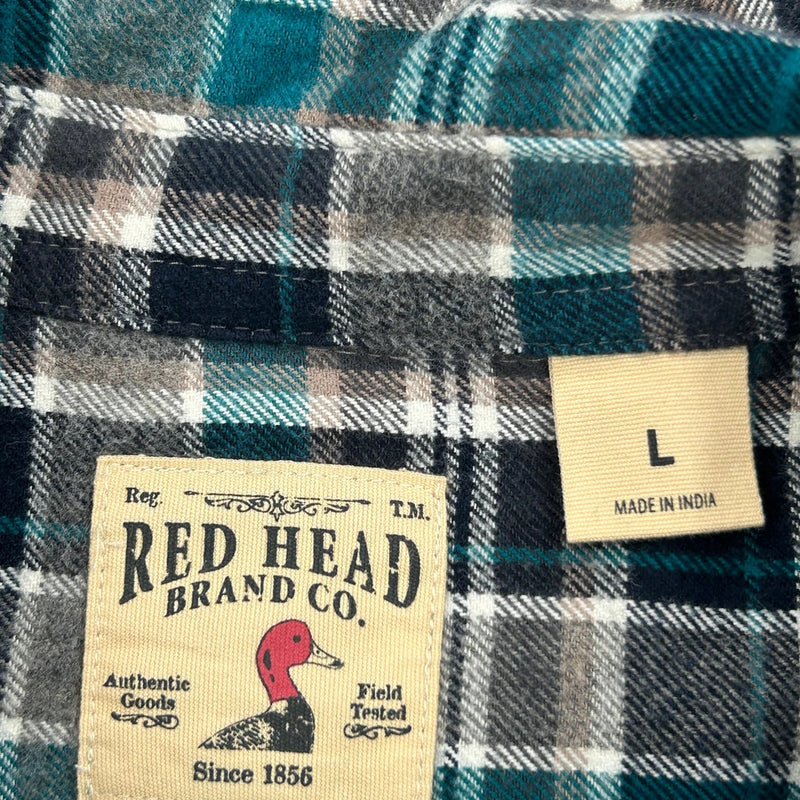 L
MADE IN INDIA
Reg. T.M.
RED HEAD
BRAND CO.
Authentic
Goods
Field
Tested
Since 1856